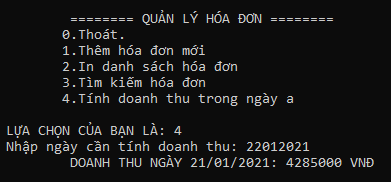 ======== QUẢN LÝ HÓA ĐƠN ========
0.Thoát.
1.Thêm hóa đơn mới
2.In danh sách hóa đơn
3.Tìm kiếm hóa đơn
4.Tính doanh thu trong ngày a
LỰA CHỌN CỦA BẠN LÀ: 4
Nhập ngày cần tính doanh thu: 22012021
DOANH THU NGÀY 21/01/2021: 4285000 VNĐ